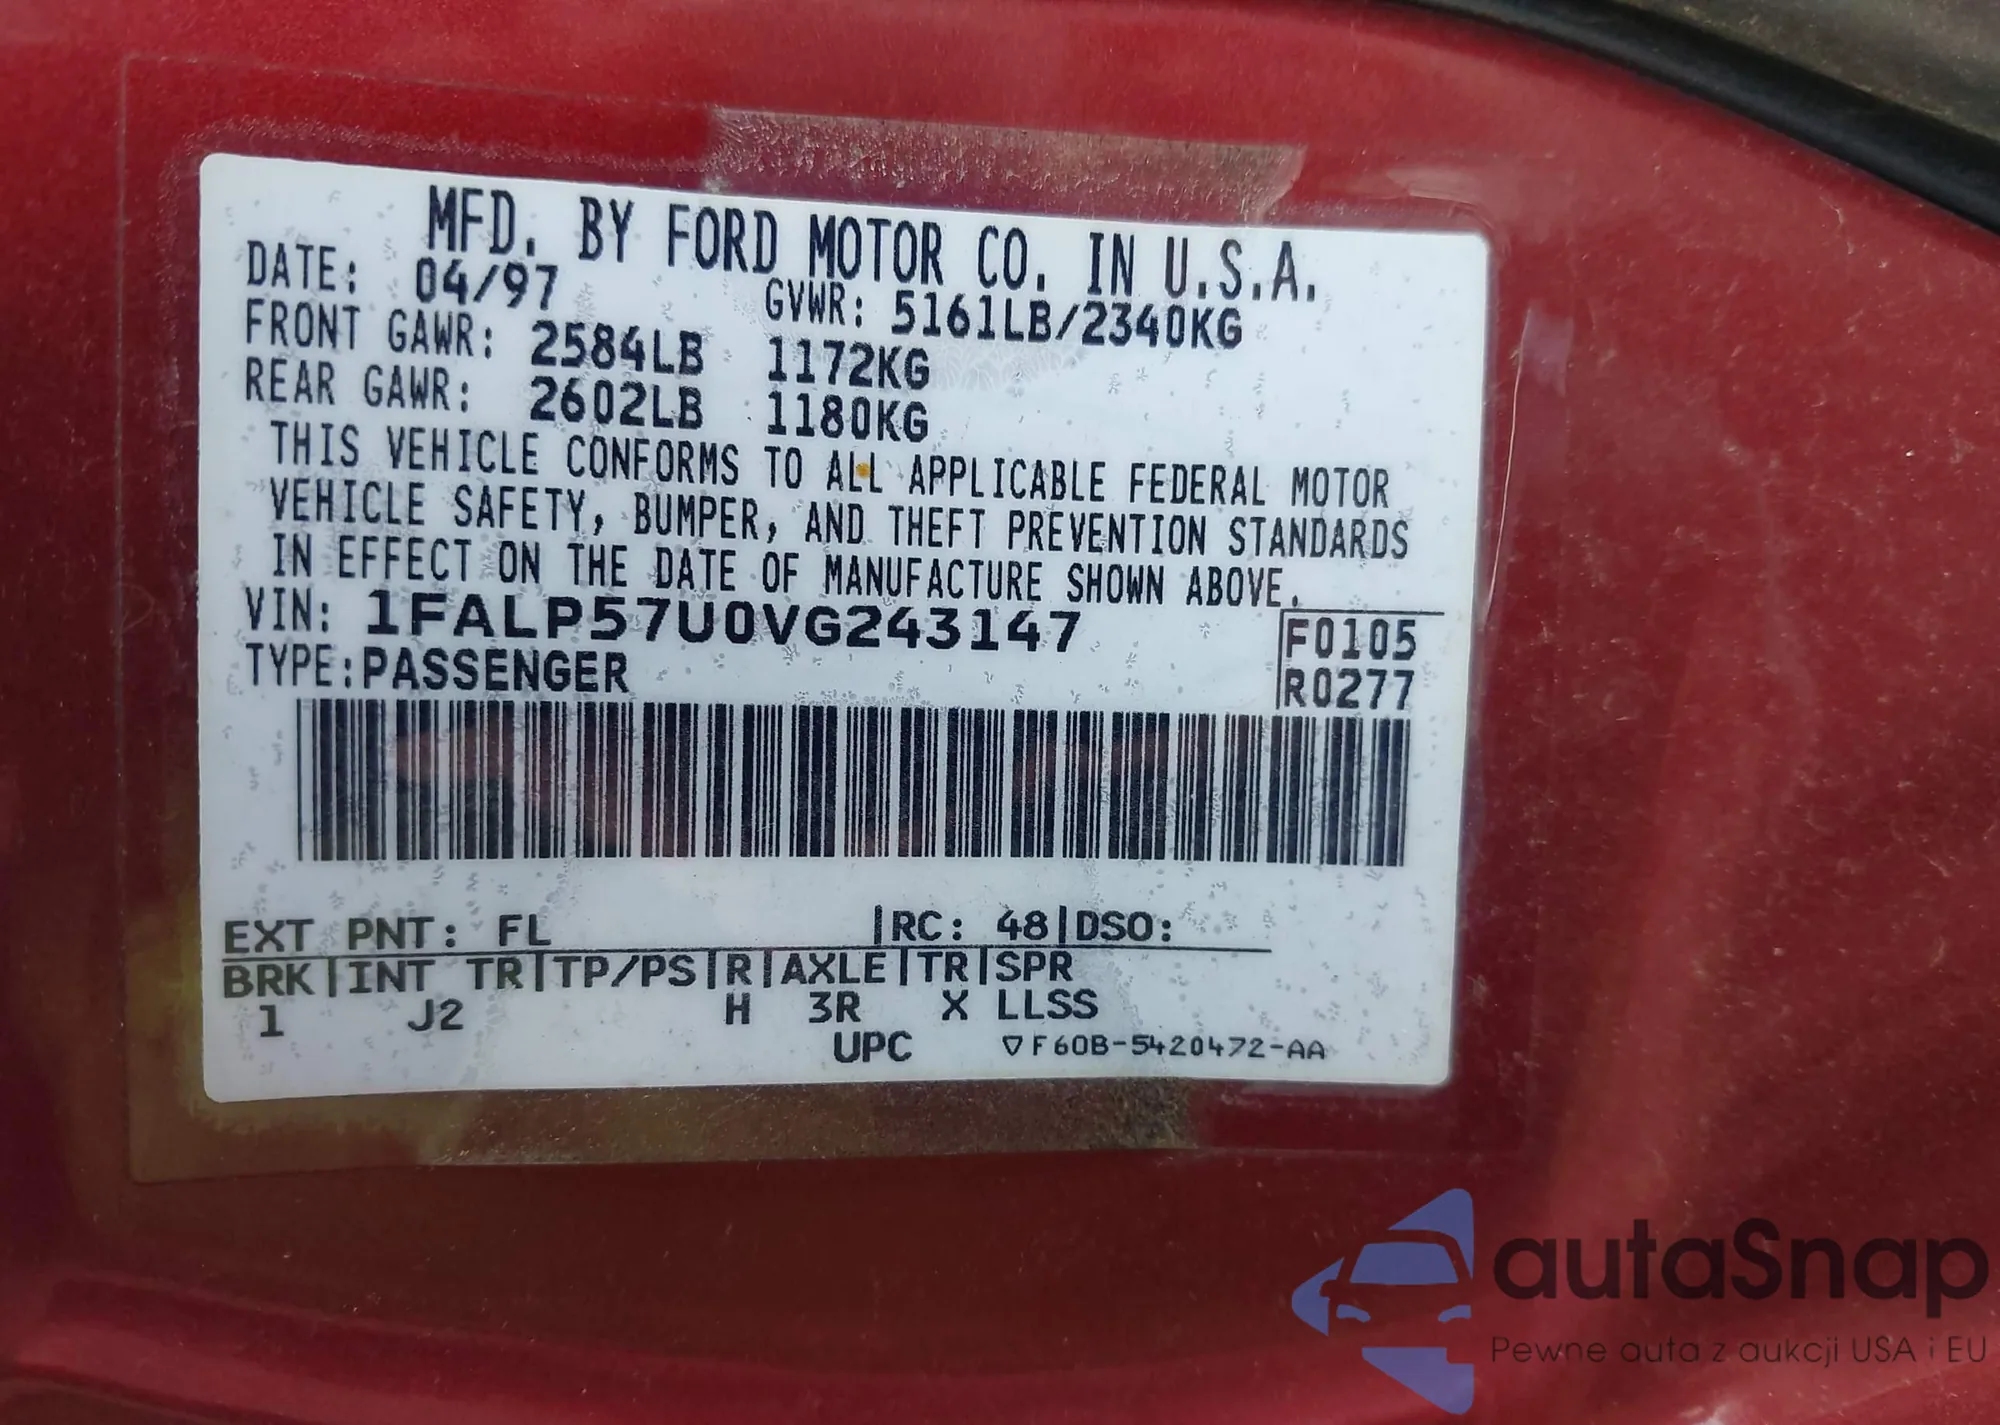 MFD. BY FORD MOTOR CO. IN U.S.A.
DATE: 04/97 GVWR: 5161LB/2340KG
FRONT GAWR: 2584LB 1172KG
REAR GAWR: 2602LB 1180KG
THIS VEHICLE CONFORMS TO ALL APPLICABLE FEDERAL MOTOR
VEHICLE SAFETY, BUMPER, AND THEFT PREVENTION STANDARDS
IN EFFECT ON THE DATE OF MANUFACTURE SHOWN ABOVE.
VIN: 1FALP57U0VG243147 F0105
TYPE: PASSENGER R0277
EXT PNT: FL |RC: 48|DSO:
BRK|INT TR|TP/PS|R|AXLE|TR|SPR
1 J2 H 3R X LLSS
UPC ▽F60B-5420472-AA
autaSnap
Pewne auta z aukcji USA i EU